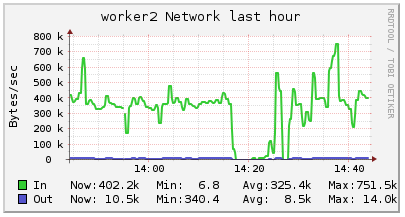 worker2 Network last hour
RRDTOOL / TOBI OETIKER
Bytes/sec
800 k
700 k
600 k
500 k
400 k
300 k
200 k
100 k
0
14:00 14:20 14:40
In Now:402.2k Min: 6.8 Avg:325.4k Max:751.5k
Out Now: 10.5k Min:340.4 Avg: 8.5k Max: 14.0k